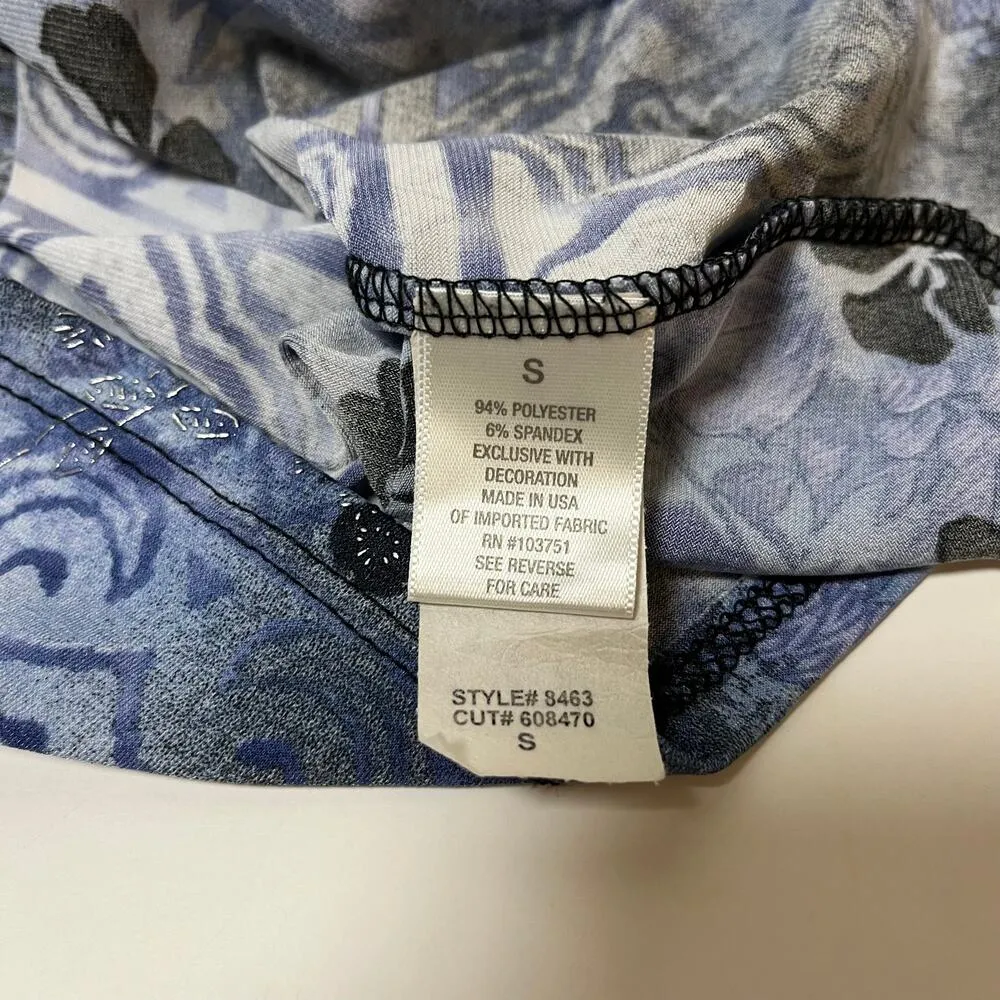 S
94% POLYESTER
6% SPANDEX
EXCLUSIVE WITH
DECORATION
MADE IN USA
OF IMPORTED FABRIC
RN #103751
SEE REVERSE
FOR CARE
STYLE# 8463
CUT# 608470
S